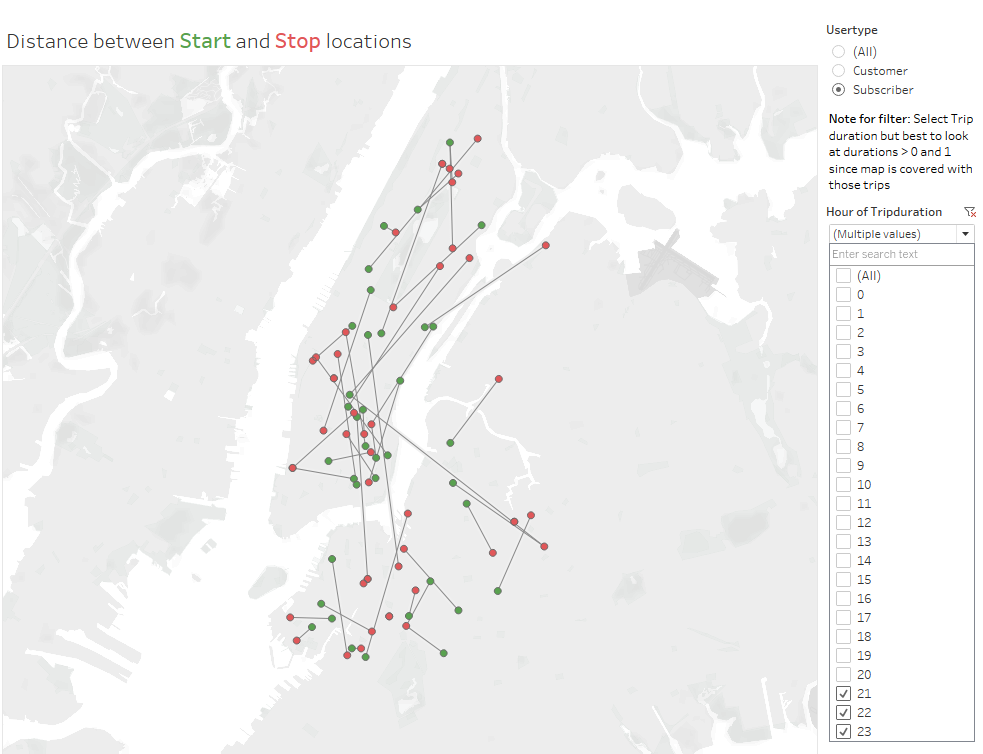 Distance between Start and Stop locations
Usertype
(All)
Customer
Subscriber
Note for filter: Select Trip
duration but best to look
at durations > 0 and 1
since map is covered with
those trips
Hour of Tripduration
(Multiple values)
Enter search text
(All)
0
1
2
3
4
5
6
7
8
9
10
11
12
13
14
15
16
17
18
19
20
21
22
23